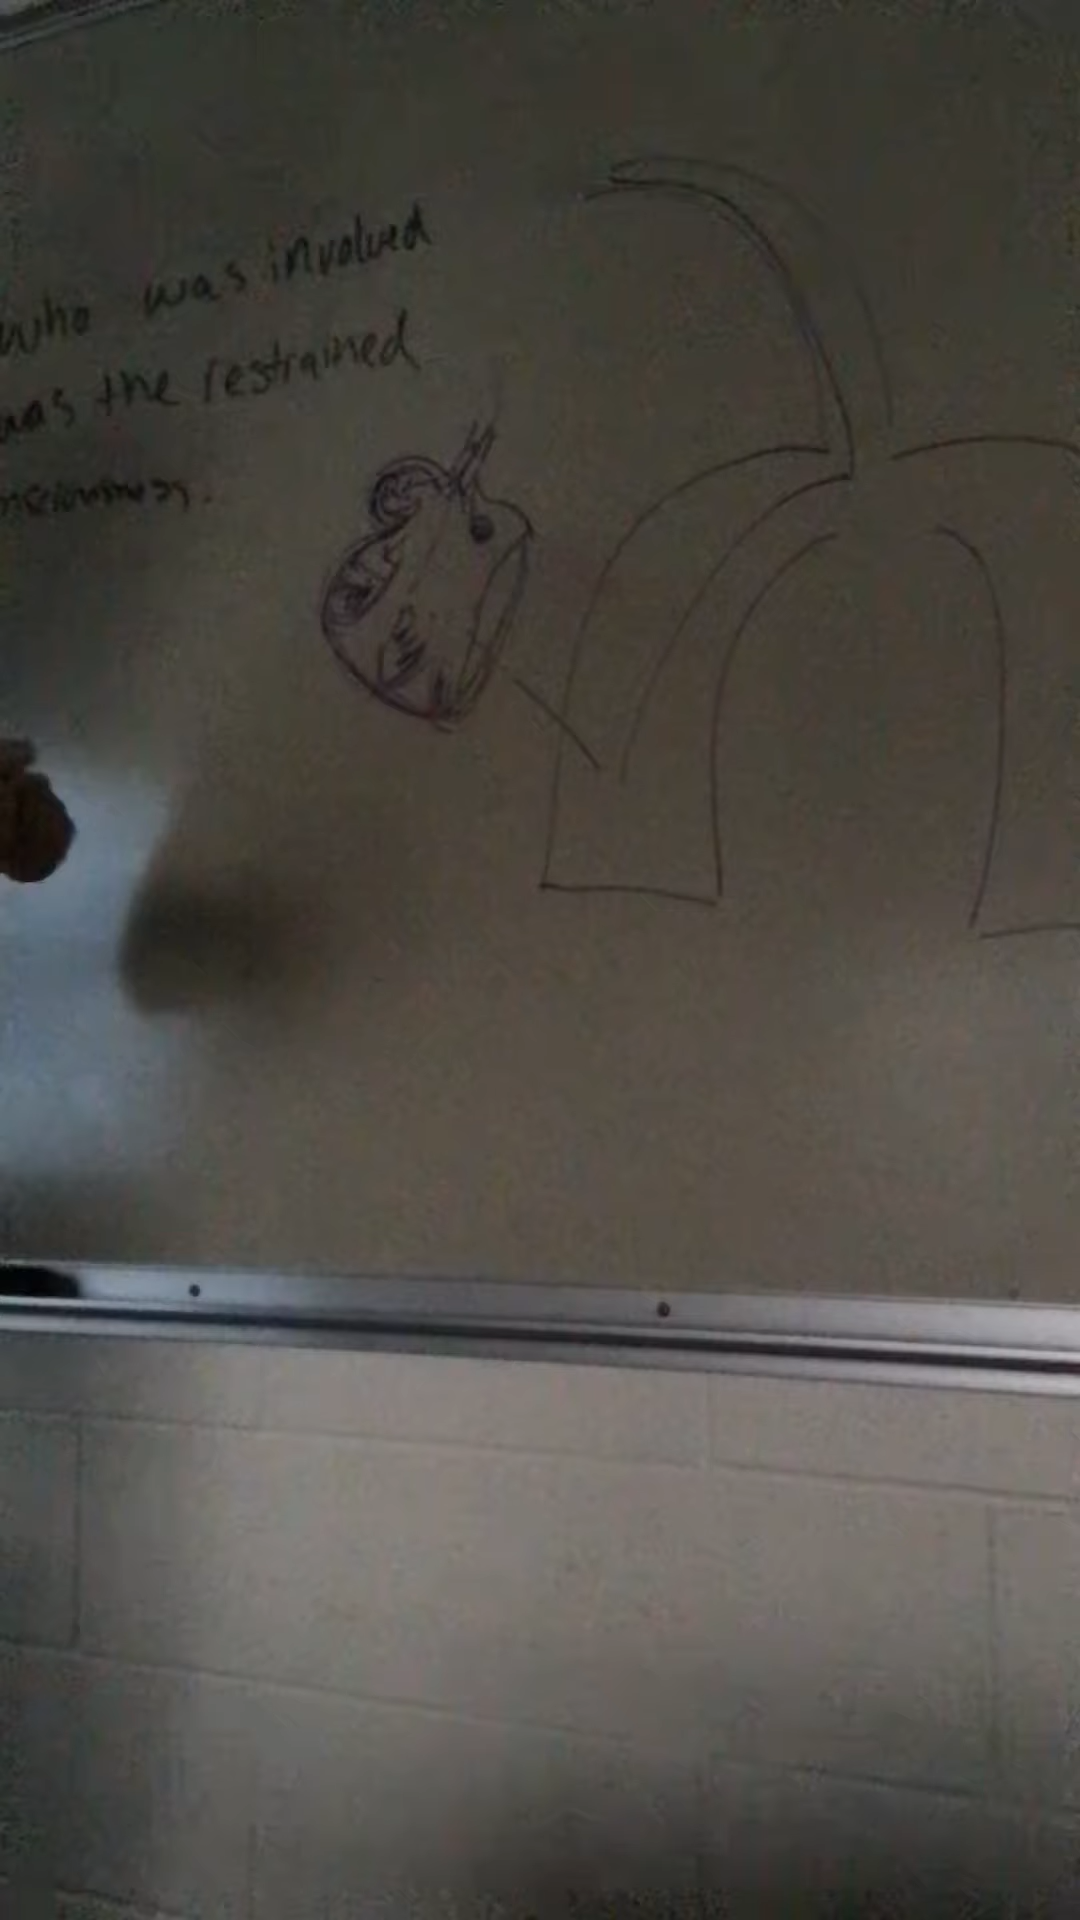 who was involved
was the restrained